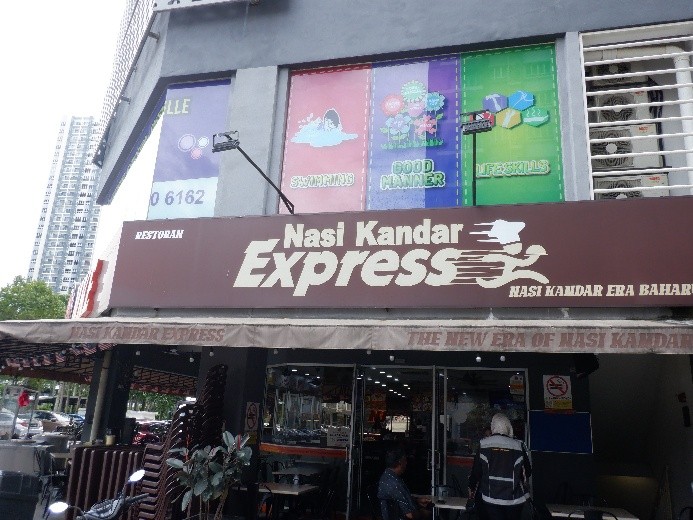 ELLE
0 6162
SWIMMING
GOOD
MANNER
LIFE SKILLS
RESTORAN
Nasi Kandar
Express
NASI KANDAR ERA BAHARU
NASI KANDAR EXPRESS
THE NEW ERA OF NASI KANDAR